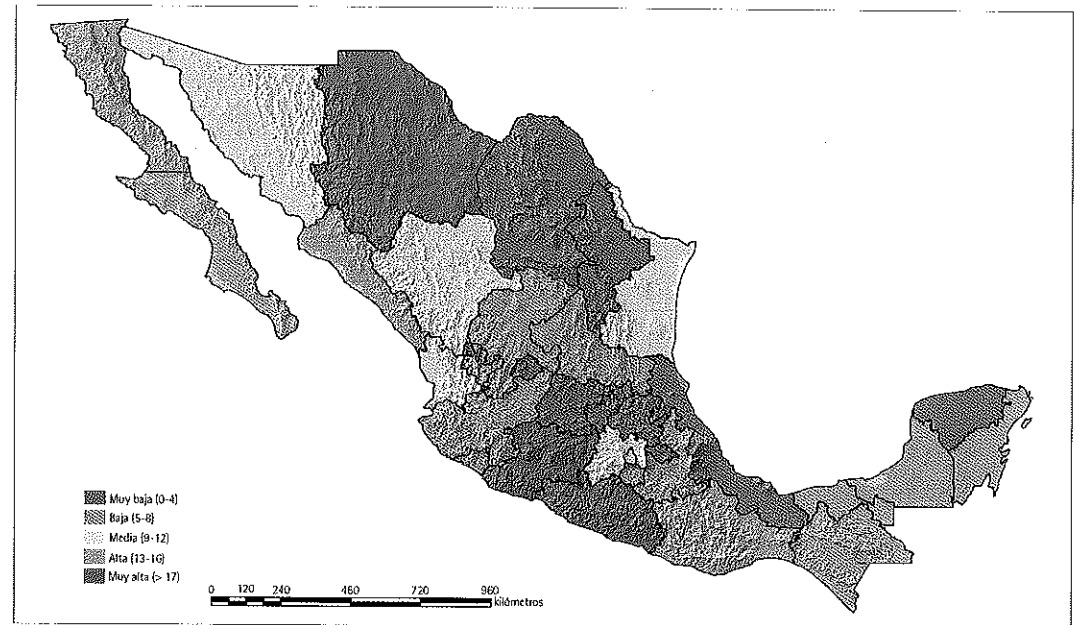 Muy baja (0-4)
Baja (5-8)
Media (9-12)
Alta (13-16)
Muy alta (> 17)
0 120 240 460 720 960
kilómetros